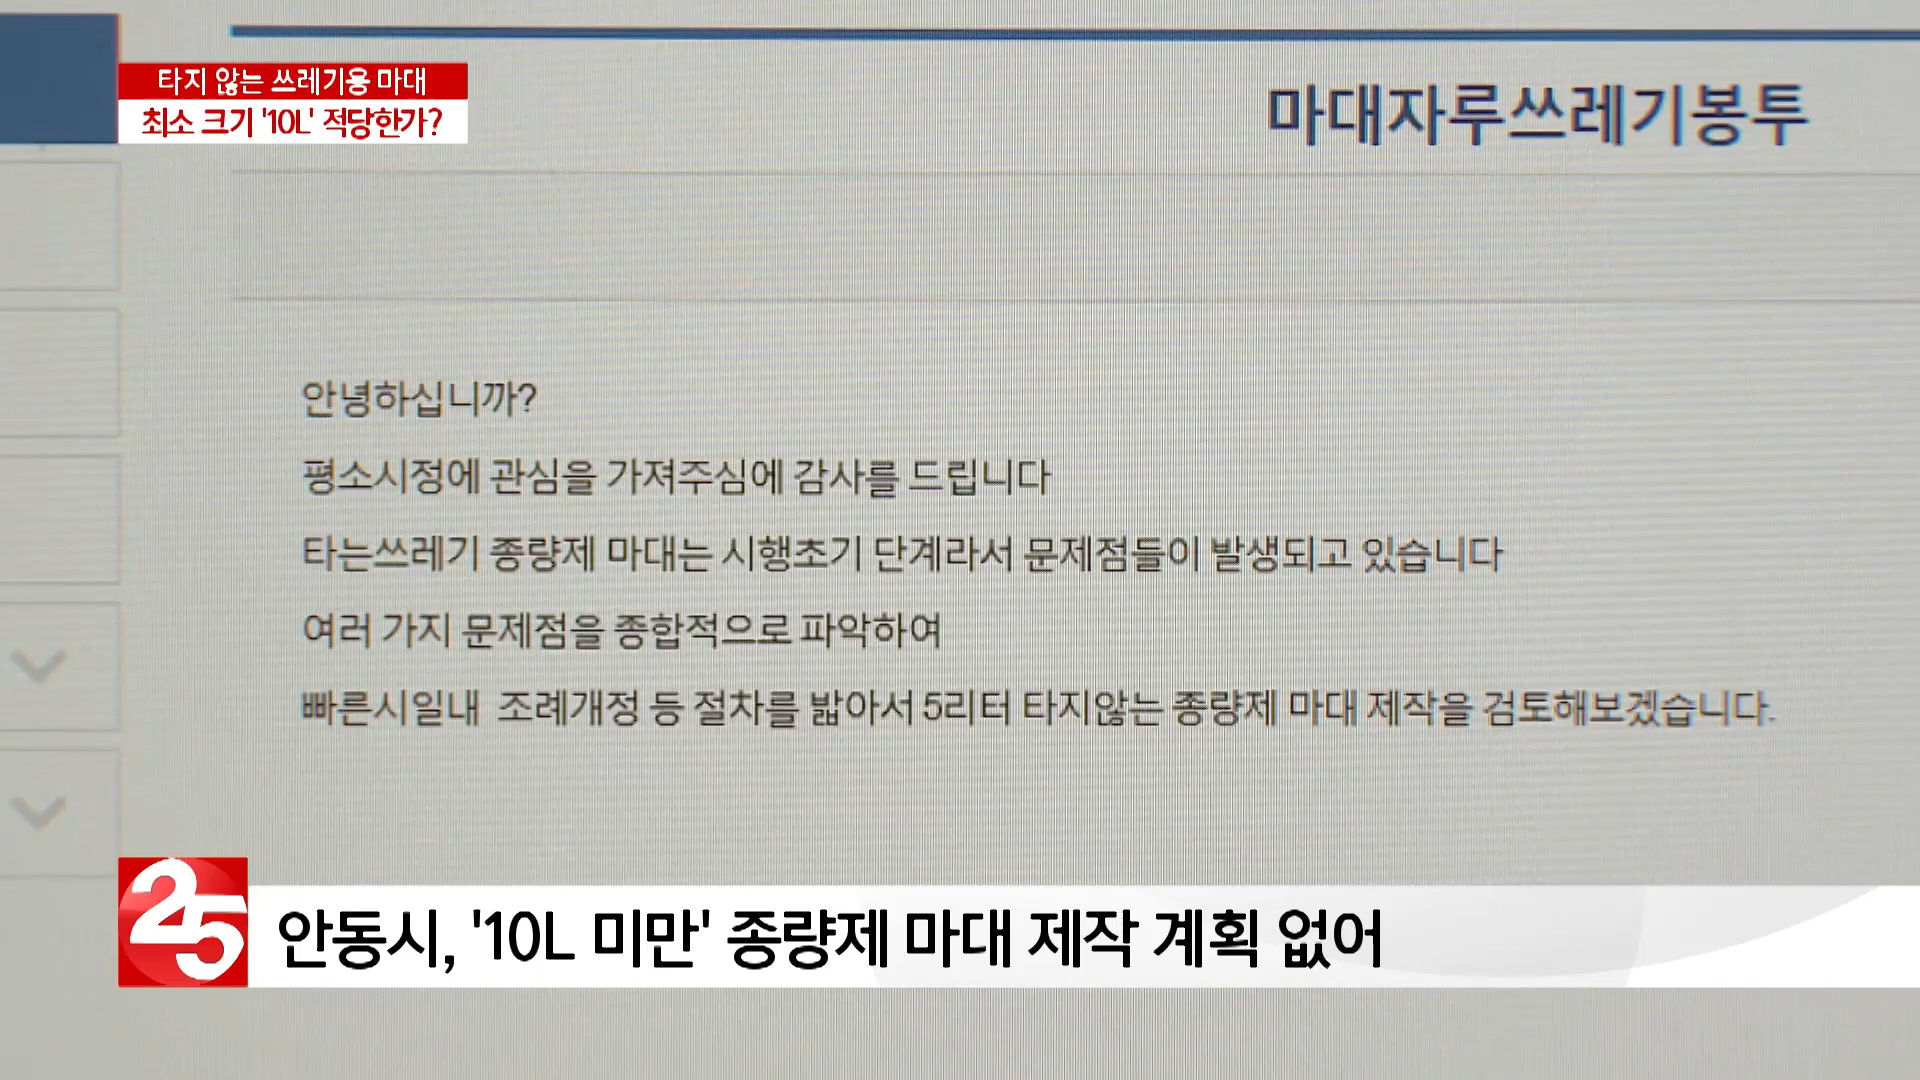 타지 않는 쓰레기용 마대
최소 크기 '10L' 적당한가?
마대자루쓰레기봉투
안녕하십니까?
평소시정에 관심을 가져주심에 감사를 드립니다
타는쓰레기 종량제 마대는 시행초기 단계라서 문제점들이 발생되고 있습니다
여러 가지 문제점을 종합적으로 파악하여
빠른시일내 조례개정 등 절차를 밟아서 5리터 타지않는 종량제 마대 제작을 검토해보겠습니다.
25
안동시, '10L 미만' 종량제 마대 제작 계획 없어